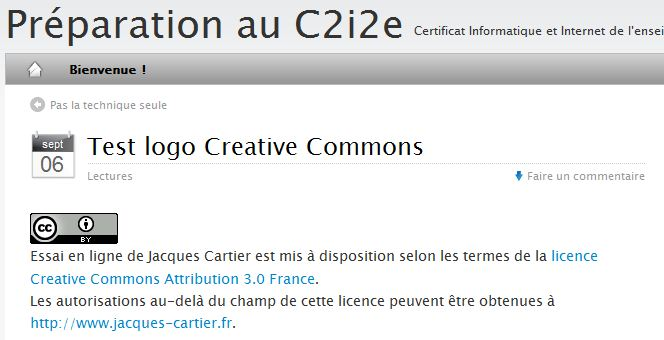 Préparation au C2i2e Certificat Informatique et Internet de l'ensei
Bienvenue !
Pas la technique seule
sept
06
Test logo Creative Commons
Lectures Faire un commentaire
cc BY
Essai en ligne de Jacques Cartier est mis à disposition selon les termes de la licence
Creative Commons Attribution 3.0 France.
Les autorisations au-delà du champ de cette licence peuvent être obtenues à
http://www.jacques-cartier.fr.